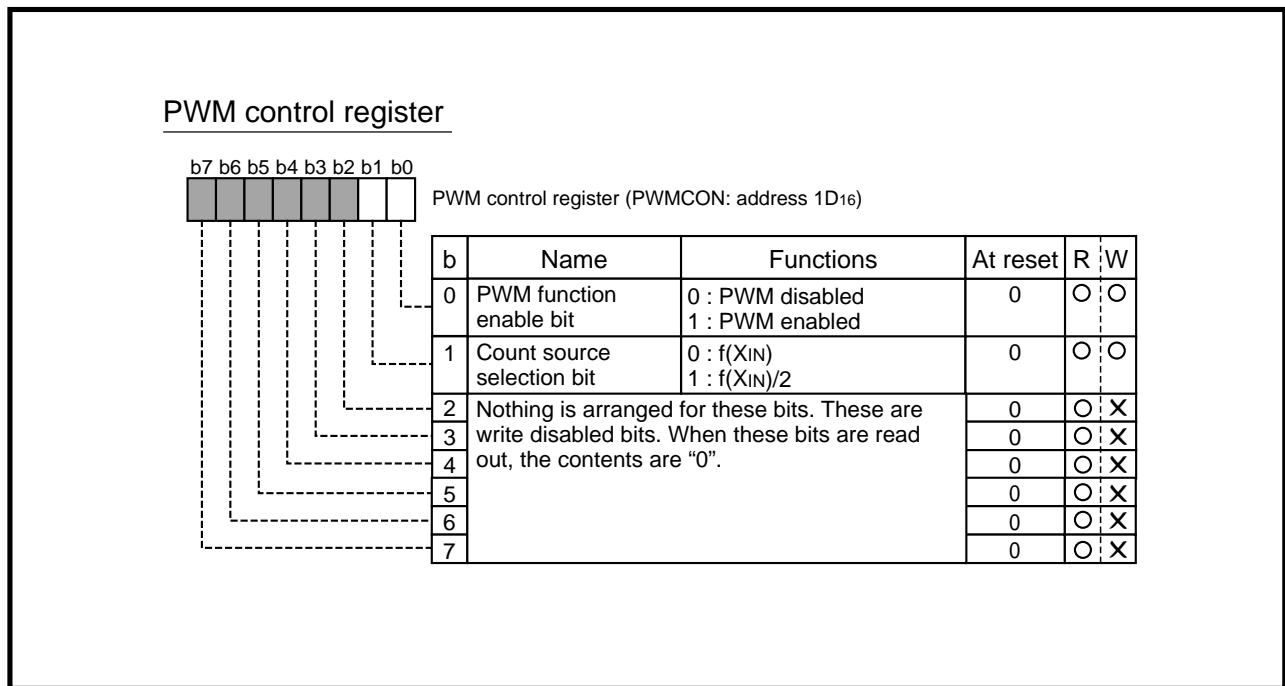 PWM control register
b7 b6 b5 b4 b3 b2 b1 b0
PWM control register (PWMCON: address 1D16)
b Name Functions At reset R W
0 PWM function enable bit 0 : PWM disabled 0 O O
1 : PWM enabled
1 Count source selection bit 0 : f(XIN) 0 O O
1 : f(XIN)/2
2 Nothing is arranged for these bits. These are 0 O X
3 write disabled bits. When these bits are read 0 O X
4 out, the contents are “0”. 0 O X
5 0 O X
6 0 O X
7 0 O X